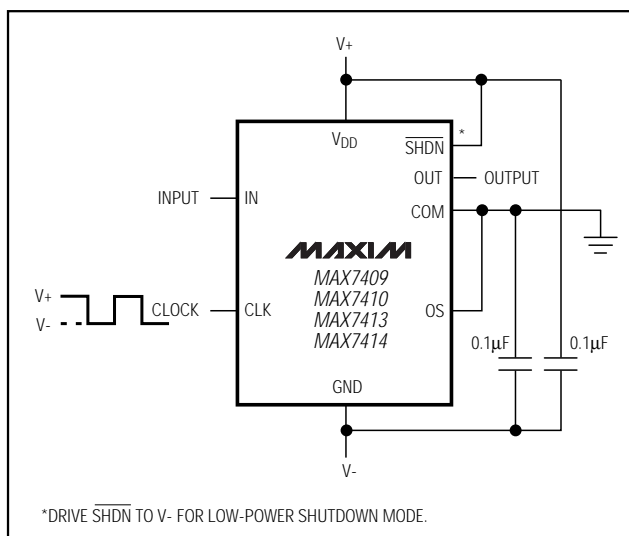 V+
VDD
SHDN
*
OUT
OUTPUT
INPUT
IN
COM
MAXIM
MAX7409
MAX7410
MAX7413
MAX7414
V+
V-
CLOCK
CLK
OS
0.1µF
0.1µF
GND
V-
*DRIVE SHDN TO V- FOR LOW-POWER SHUTDOWN MODE.